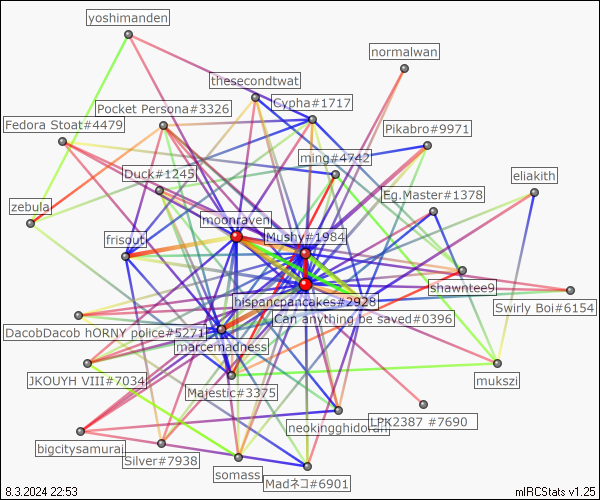 yoshimanden
normalwan
thesecondtwat
Cypha#1717
Pocket Persona#3326
Fedora Stoat#4479
Pikabro#9971
ming#4742
Duck#1245
eliakith
Eg.Master#1378
zebula
moonraven
Mushy#1984
frisout
shawntee9
hispancpancakes#2928
Swirly Boi#6154
Can anything be saved#0396
DacobDacob hORNY police#5271
marcemadness
JKOUYH VIII#7034
mukszi
Majestic#3375
LPK2387 #7690
neokingghidorah
bigcitysamurai
Silver#7938
somass
Madネコ#6901
8.3.2024 22:53
mIRCStats v1.25